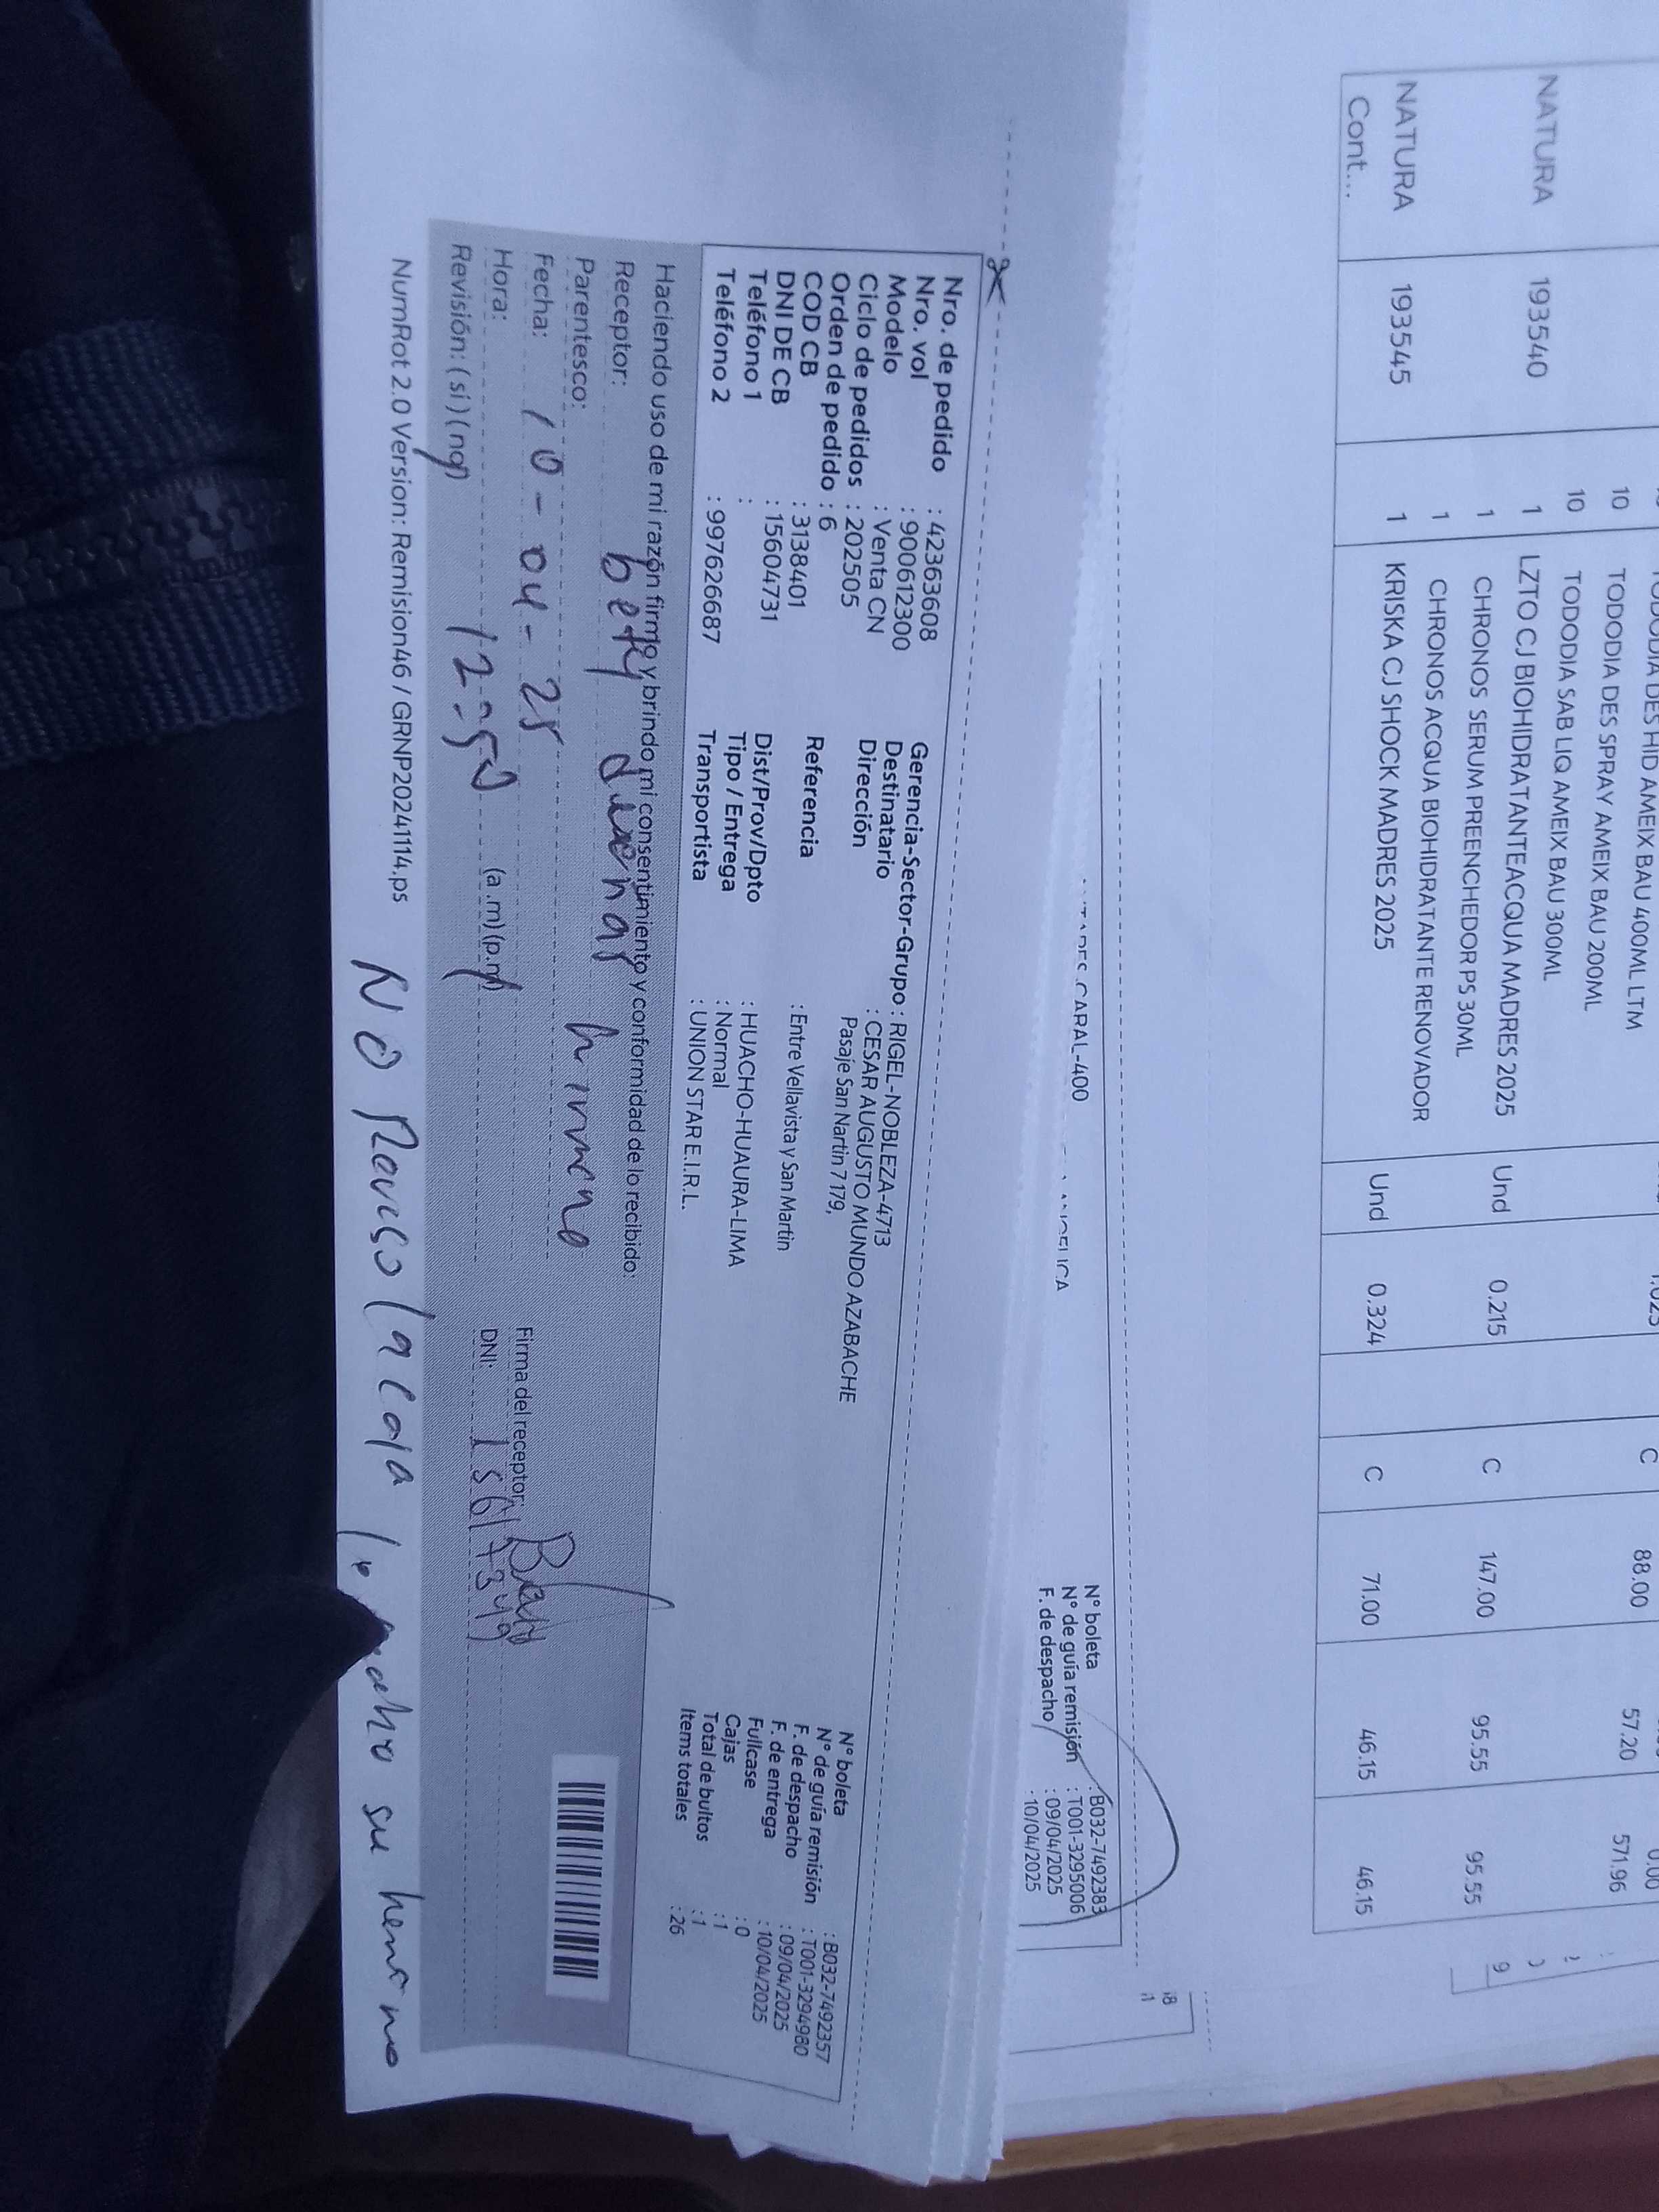 TODODIA DES HID AMEIX BAU 400ML LTM
C 88.00
10 TODODIA DES SPRAY AMEIX BAU 200ML 57.20 571.96
10 TODODIA SAB LIQ AMEIX BAU 300ML
NATURA 193540 1 LZTO CJ BIOHIDRATANTEACQUA MADRES 2025 Und 0.215 C 147.00 95.55 95.55
1 CHRONOS SERUM PREENCHEDOR PS 30ML
1 CHRONOS ACQUA BIOHIDRATANTE RENOVADOR
NATURA 193545 1 KRISKA CJ SHOCK MADRES 2025 Und 0.324 C 71.00 46.15 46.15
Cont...
CARAL-400
N° boleta : B032-7492383
N° de guía remisión : T001-3295006
F. de despacho : 09/04/2025
: 10/04/2025
Nro. de pedido : 42363608
Nro. vol : 900612300
Modelo : Venta CN
Ciclo de pedidos : 202505
Orden de pedido : 6
COD CB : 3138401
DNI DE CB : 15604731
Teléfono 1 :
Teléfono 2 : 997626687
Gerencia-Sector-Grupo : RIGEL-NOBLEZA-4713
Destinatario : CESAR AUGUSTO MUNDO AZABACHE
Dirección Pasaje San Nartin 7 179,
Referencia : Entre Vellavista y San Martin
Dist/Prov/Dpto : HUACHO-HUAURA-LIMA
Tipo / Entrega : Normal
Transportista : UNION STAR E.I.R.L.
N° boleta : B032-7492357
N° de guía remisión : T001-3294980
F. de despacho : 09/04/2025
F. de entrega : 10/04/2025
Fullcase : 0
Cajas : 1
Total de bultos : 1
Items totales : 26
Haciendo uso de mi razón firmo y brindo mi consentimiento y conformidad de lo recibido:
Receptor: bety
Parentesco:
Fecha: 10-04-25
Hora: 12:50 (a.m) (p.m)
Revisión: (si) (no)
Firma del receptor:
DNI:
NumRot 2.0 Version: Remision46 / GRNP20241114.ps
NO Reviso la caja